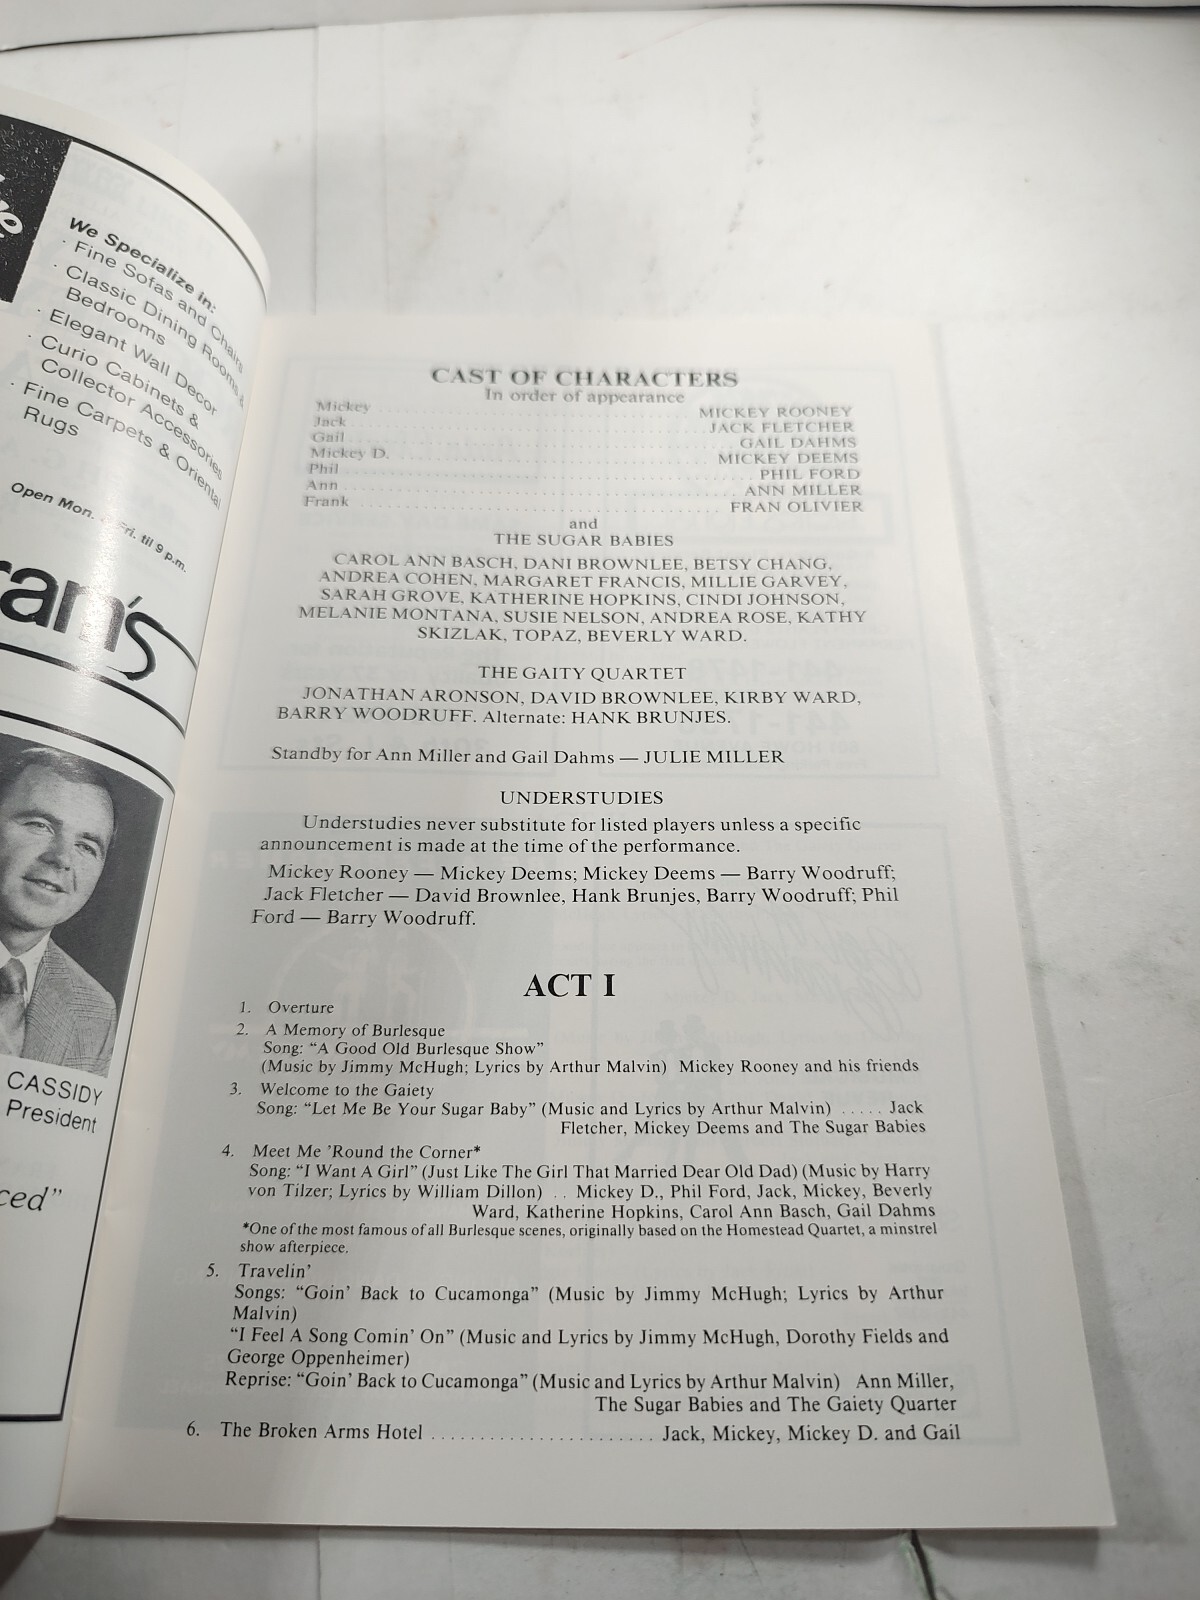 We Specialize in:
· Fine Sofas and Chairs
· Classic Dining Rooms &
Bedrooms
· Elegant Wall Decor
· Curio Cabinets &
Collector Accessories
· Fine Carpets & Oriental
Rugs
Open Mon. Fri. til 9 p.m.
ram's
CASSIDY
President
ced"
CAST OF CHARACTERS
In order of appearance
Mickey ........ MICKEY ROONEY
Jack ........ JACK FLETCHER
Gail ........ GAIL DAHMS
Mickey D. ........ MICKEY DEEMS
Phil ........ PHIL FORD
Ann ........ ANN MILLER
Frank ........ FRAN OLIVIER
and
THE SUGAR BABIES
CAROL ANN BASCH, DANI BROWNLEE, BETSY CHANG,
ANDREA COHEN, MARGARET FRANCIS, MILLIE GARVEY,
SARAH GROVE, KATHERINE HOPKINS, CINDI JOHNSON,
MELANIE MONTANA, SUSIE NELSON, ANDREA ROSE, KATHY
SKIZLAK, TOPAZ, BEVERLY WARD.
THE GAITY QUARTET
JONATHAN ARONSON, DAVID BROWNLEE, KIRBY WARD,
BARRY WOODRUFF. Alternate: HANK BRUNJES.
Standby for Ann Miller and Gail Dahms — JULIE MILLER
UNDERSTUDIES
Understudies never substitute for listed players unless a specific
announcement is made at the time of the performance.
Mickey Rooney — Mickey Deems; Mickey Deems — Barry Woodruff;
Jack Fletcher — David Brownlee, Hank Brunjes, Barry Woodruff; Phil
Ford — Barry Woodruff.
ACT I
1. Overture
2. A Memory of Burlesque
Song: "A Good Old Burlesque Show"
(Music by Jimmy McHugh; Lyrics by Arthur Malvin) Mickey Rooney and his friends
3. Welcome to the Gaiety
Song: "Let Me Be Your Sugar Baby" (Music and Lyrics by Arthur Malvin) ..... Jack
Fletcher, Mickey Deems and The Sugar Babies
4. Meet Me 'Round the Corner*
Song: "I Want A Girl" (Just Like The Girl That Married Dear Old Dad) (Music by Harry
von Tilzer; Lyrics by William Dillon) .. Mickey D., Phil Ford, Jack, Mickey, Beverly
Ward, Katherine Hopkins, Carol Ann Basch, Gail Dahms
*One of the most famous of all Burlesque scenes, originally based on the Homestead Quartet, a minstrel
show afterpiece.
5. Travelin'
Songs: "Goin' Back to Cucamonga" (Music by Jimmy McHugh; Lyrics by Arthur
Malvin)
"I Feel A Song Comin' On" (Music and Lyrics by Jimmy McHugh, Dorothy Fields and
George Oppenheimer)
Reprise: "Goin' Back to Cucamonga" (Music and Lyrics by Arthur Malvin) Ann Miller,
The Sugar Babies and The Gaiety Quarter
6. The Broken Arms Hotel ....................... Jack, Mickey, Mickey D. and Gail